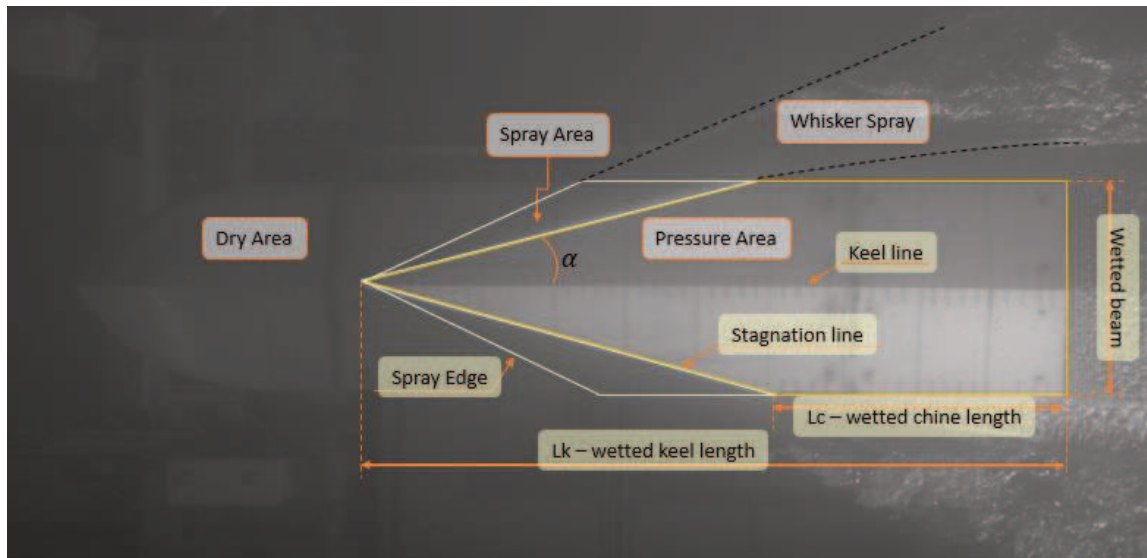 Whisker Spray
Spray Area
Dry Area
Pressure Area
α
Keel line
Wetted beam
Stagnation line
Spray Edge
Lc – wetted chine length
Lk – wetted keel length